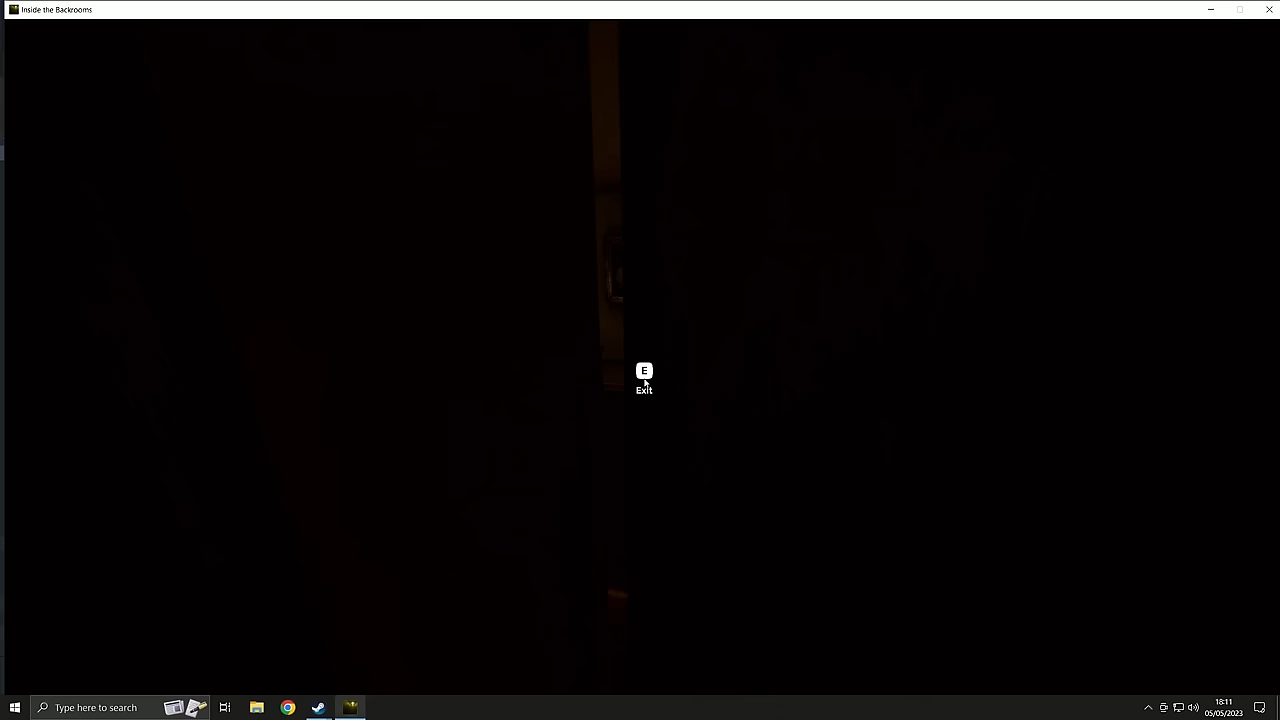 Inside the Backrooms
E
Exit
Type here to search
18:11
05/05/2023